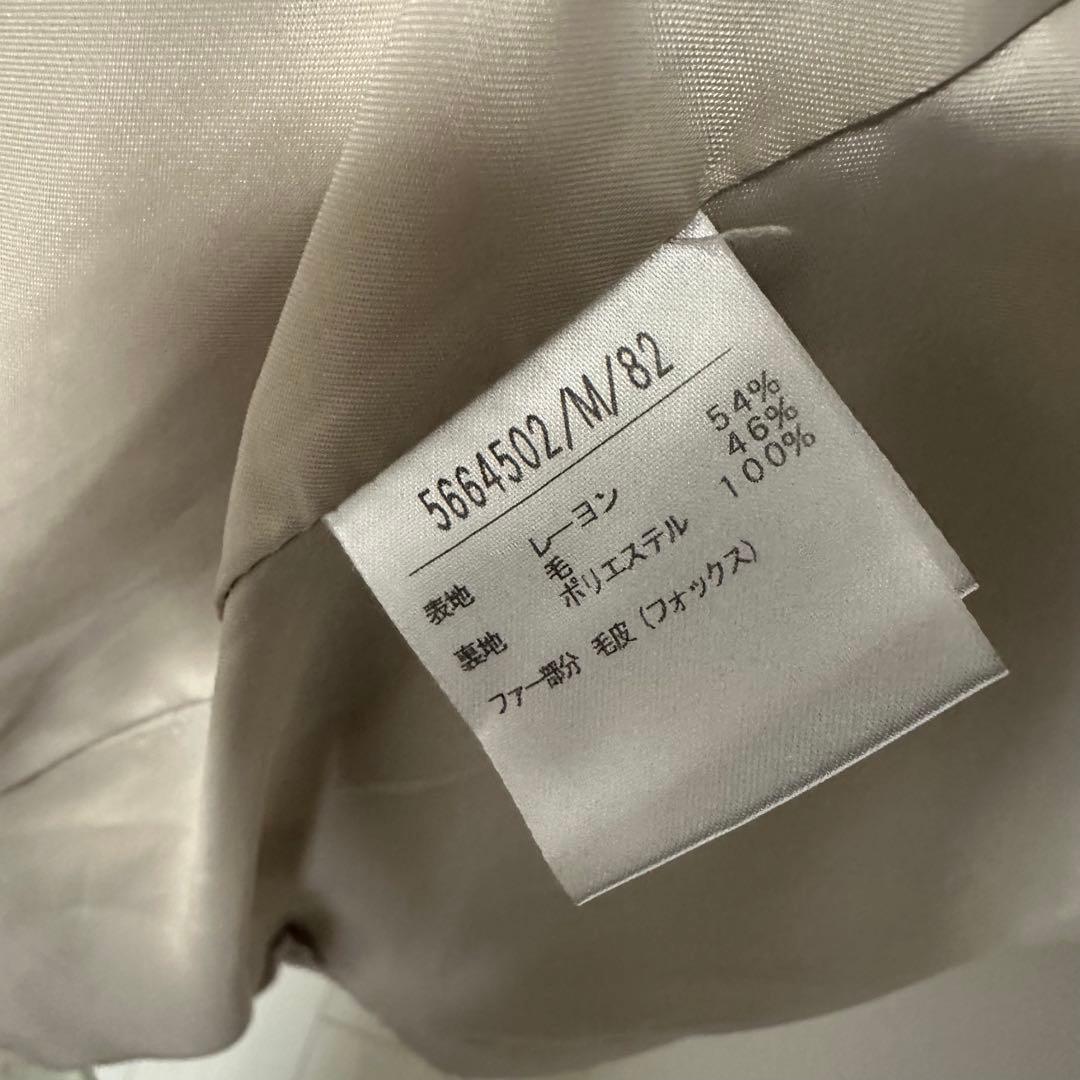 5664502/M/82
表地 レーヨン 54%
毛 46%
裏地 ポリエステル 100%
ファー部分 毛皮(フォックス)